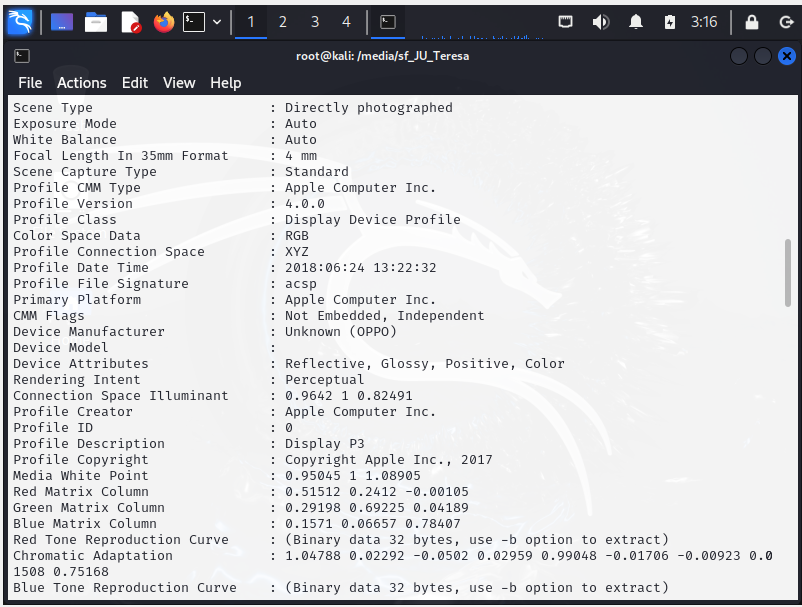 1 2 3 4 3:16
root@kali: /media/sf_JU_Teresa
File Actions Edit View Help
Scene Type : Directly photographed
Exposure Mode : Auto
White Balance : Auto
Focal Length In 35mm Format : 4 mm
Scene Capture Type : Standard
Profile CMM Type : Apple Computer Inc.
Profile Version : 4.0.0
Profile Class : Display Device Profile
Color Space Data : RGB
Profile Connection Space : XYZ
Profile Date Time : 2018:06:24 13:22:32
Profile File Signature : acsp
Primary Platform : Apple Computer Inc.
CMM Flags : Not Embedded, Independent
Device Manufacturer : Unknown (OPPO)
Device Model :
Device Attributes : Reflective, Glossy, Positive, Color
Rendering Intent : Perceptual
Connection Space Illuminant : 0.9642 1 0.82491
Profile Creator : Apple Computer Inc.
Profile ID : 0
Profile Description : Display P3
Profile Copyright : Copyright Apple Inc., 2017
Media White Point : 0.95045 1 1.08905
Red Matrix Column : 0.51512 0.2412 -0.00105
Green Matrix Column : 0.29198 0.69225 0.04189
Blue Matrix Column : 0.1571 0.06657 0.78407
Red Tone Reproduction Curve : (Binary data 32 bytes, use -b option to extract)
Chromatic Adaptation : 1.04788 0.02292 -0.0502 0.02959 0.99048 -0.01706 -0.00923 0.0
1508 0.75168
Blue Tone Reproduction Curve : (Binary data 32 bytes, use -b option to extract)